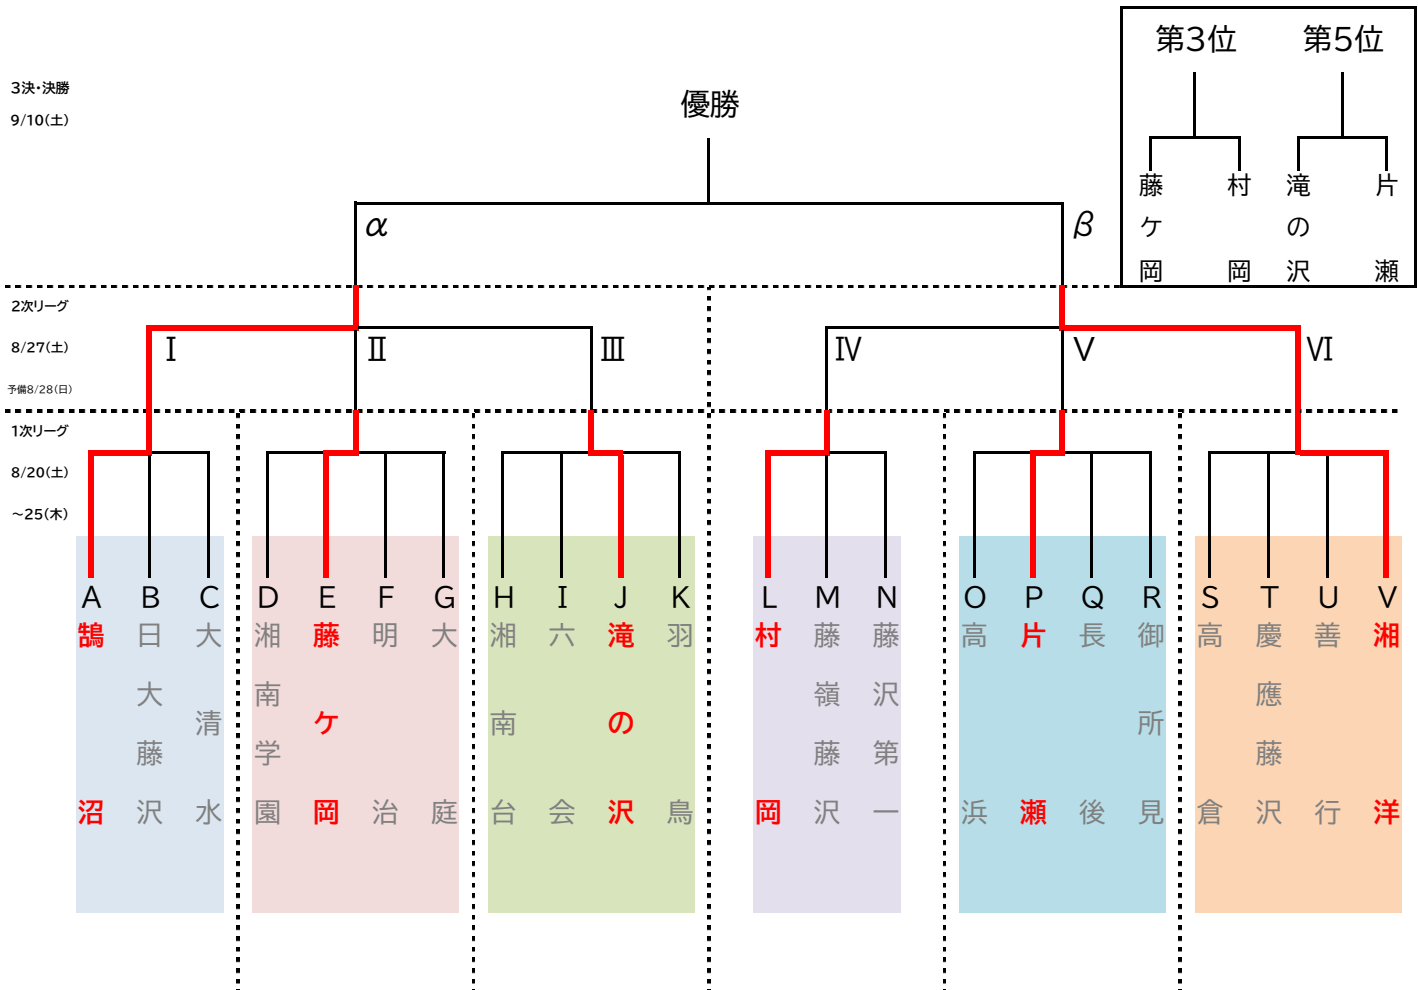 第3位
第5位
藤ケ岡
村岡
滝の沢
片瀬
3決・決勝
9/10(土)
優勝
α
β
2次リーグ
8/27(土)
予備8/28(日)
Ⅰ
Ⅱ
Ⅲ
Ⅳ
Ⅴ
Ⅵ
1次リーグ
8/20(土)
～25(木)
A
鵠沼
B
日大藤沢
C
大清水
D
湘南学園
E
藤ケ岡
F
明治
G
大庭
H
湘南台
I
六会
J
滝の沢
K
羽鳥
L
村岡
M
藤嶺藤沢
N
藤沢第一
O
高浜
P
片瀬
Q
長後
R
御所見
S
高倉
T
慶應藤沢
U
善行
V
湘洋